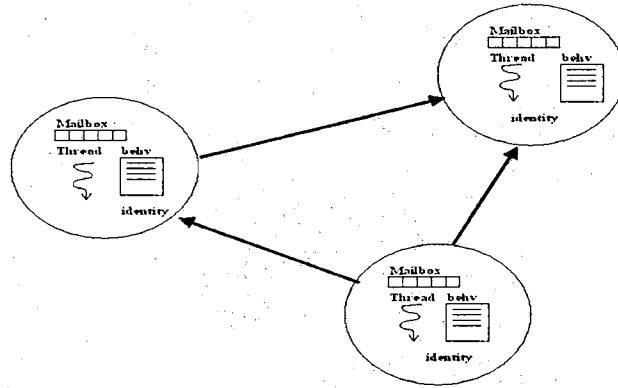 Mailbox
Thread behv
identity
Mailbox
Thread behv
identity
Mailbox
Thread behv
identity